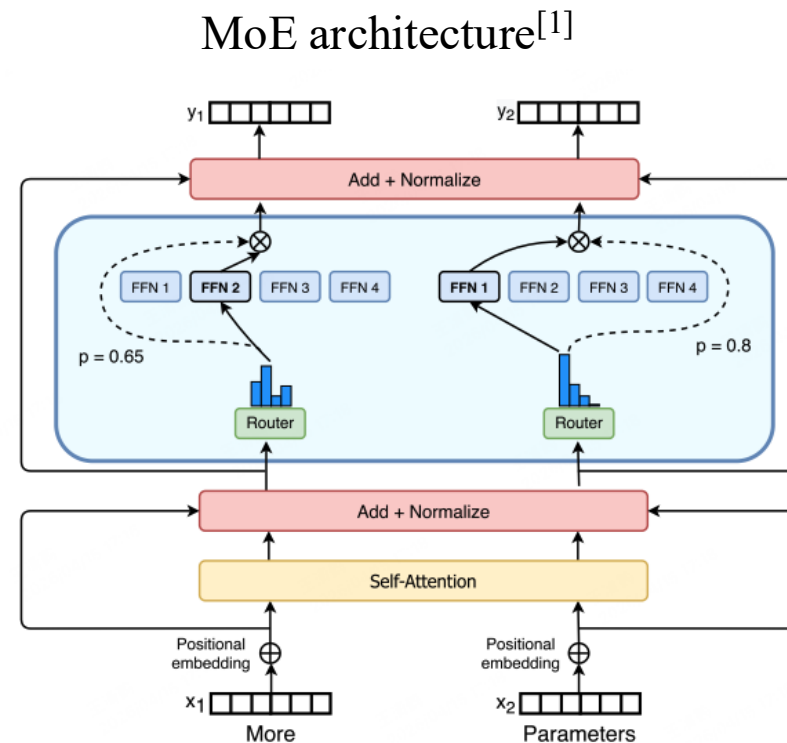 MoE architecture[1]
y1 y2
Add + Normalize
FFN 1 FFN 2 FFN 3 FFN 4 FFN 1 FFN 2 FFN 3 FFN 4
p = 0.65 p = 0.8
Router Router
Add + Normalize
Self-Attention
Positional embedding Positional embedding
x1 x2
More Parameters